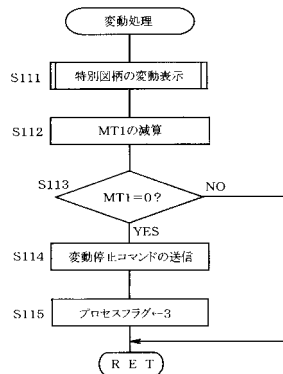 変動処理
S111 特別図柄の変動表示
S112 MT1の減算
S113
MT1=0?
NO
YES
S114 変動停止コマンドの送信
S115 プロセスフラグ←3
R E T